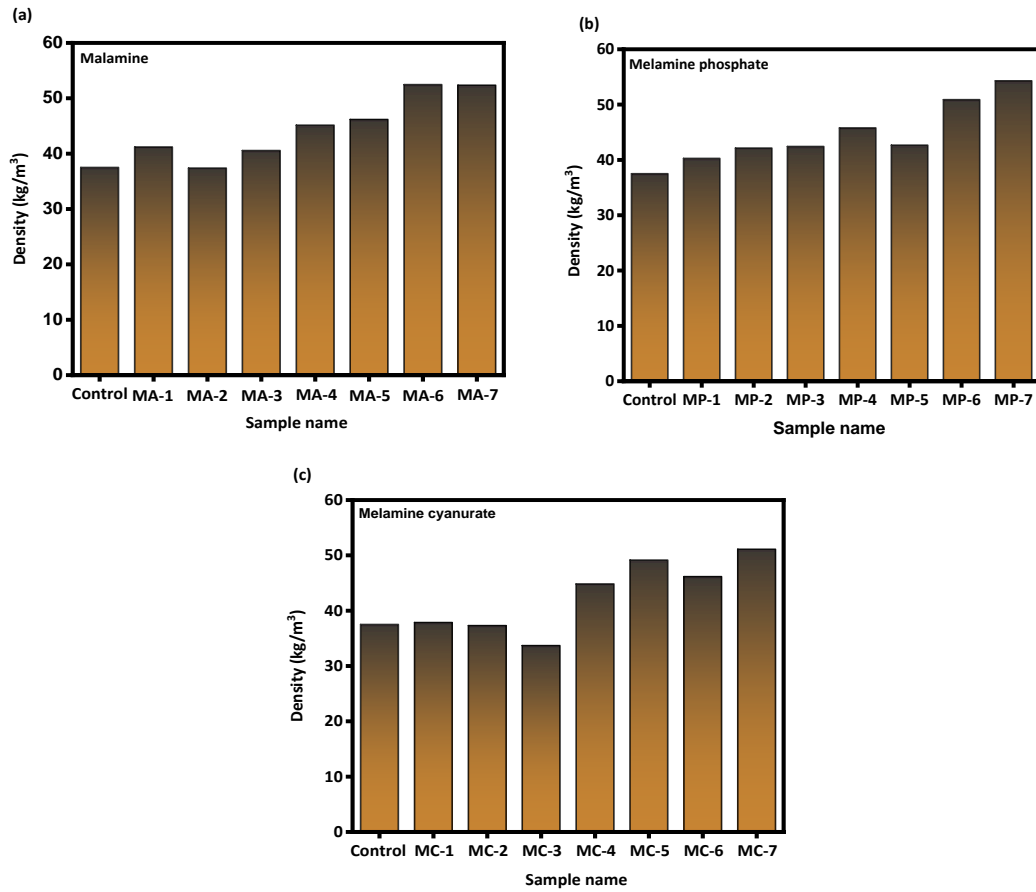 (a)
Malamine
60
50
40
30
20
10
0
Density (kg/m³)
Control MA-1 MA-2 MA-3 MA-4 MA-5 MA-6 MA-7
Sample name
(b)
Melamine phosphate
60
50
40
30
20
10
0
Density (kg/m³)
Control MP-1 MP-2 MP-3 MP-4 MP-5 MP-6 MP-7
Sample name
(c)
Melamine cyanurate
60
50
40
30
20
10
0
Density (kg/m³)
Control MC-1 MC-2 MC-3 MC-4 MC-5 MC-6 MC-7
Sample name